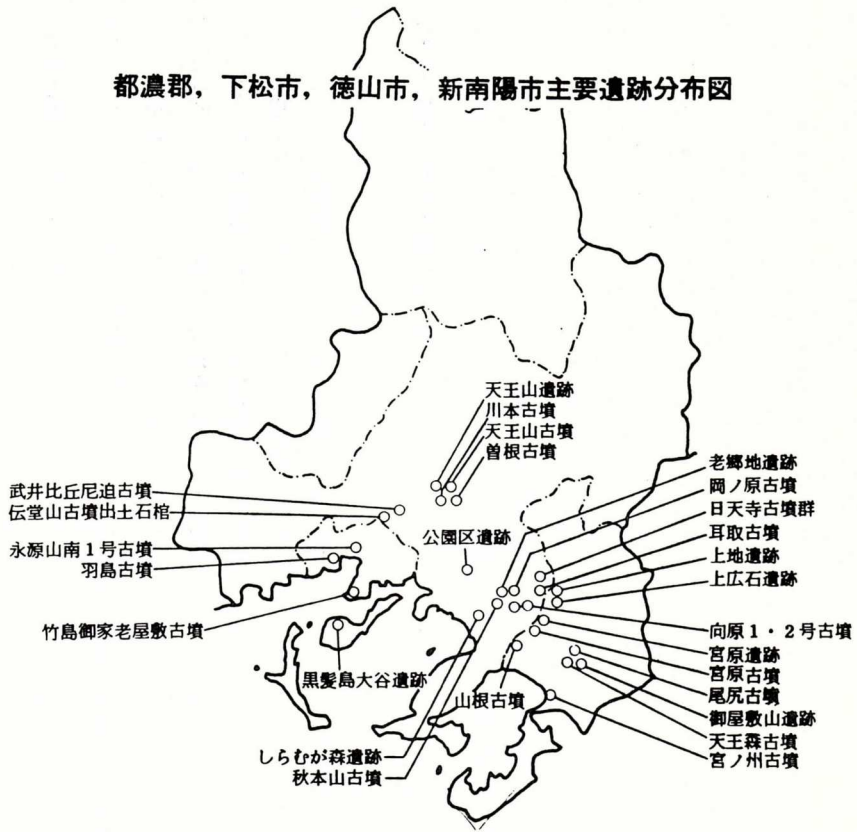 都濃郡，下松市，徳山市，新南陽市主要遺跡分布図
天王山遺跡
川本古墳
天王山古墳
曽根古墳
武井比丘尼迫古墳
伝堂山古墳出土石棺
永源山南1号古墳
羽島古墳
竹島御家老屋敷古墳
黒髪島大谷遺跡
公園区遺跡
しらむが森遺跡
秋本山古墳
山根古墳
老郷地遺跡
岡ノ原古墳
日天寺古墳群
耳取古墳
上地遺跡
上広石遺跡
向原1・2号古墳
宮原遺跡
宮原古墳
尾尻古墳
御屋敷山遺跡
天王森古墳
宮ノ州古墳